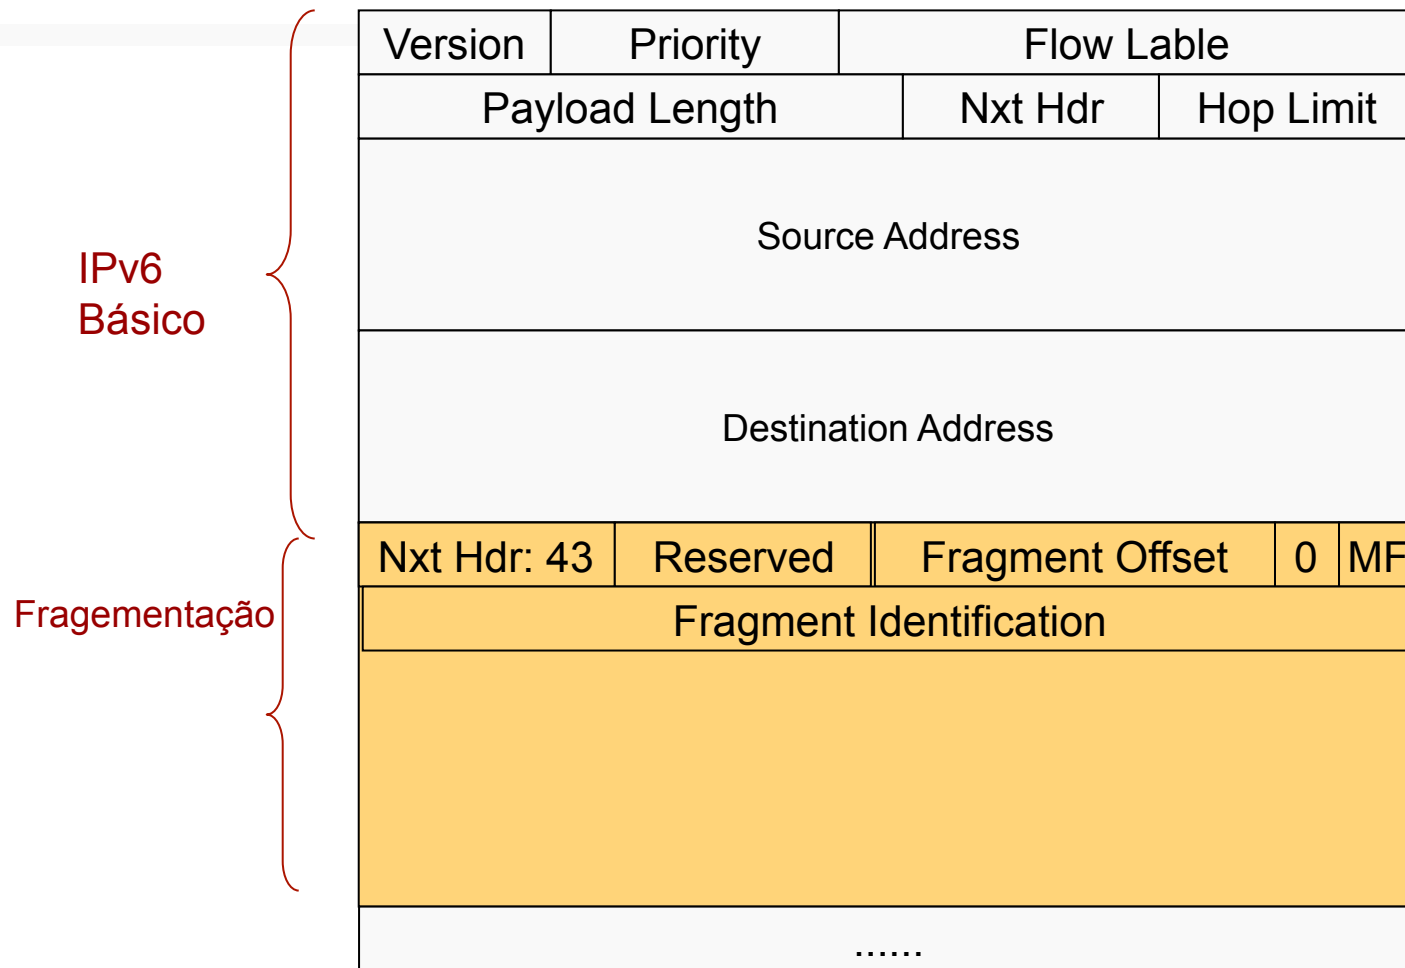 Version Priority Flow Lable
Payload Length Nxt Hdr Hop Limit
Source Address
IPv6
Básico
Destination Address
Nxt Hdr: 43 Reserved Fragment Offset 0 MF
Fragementação
Fragment Identification
......